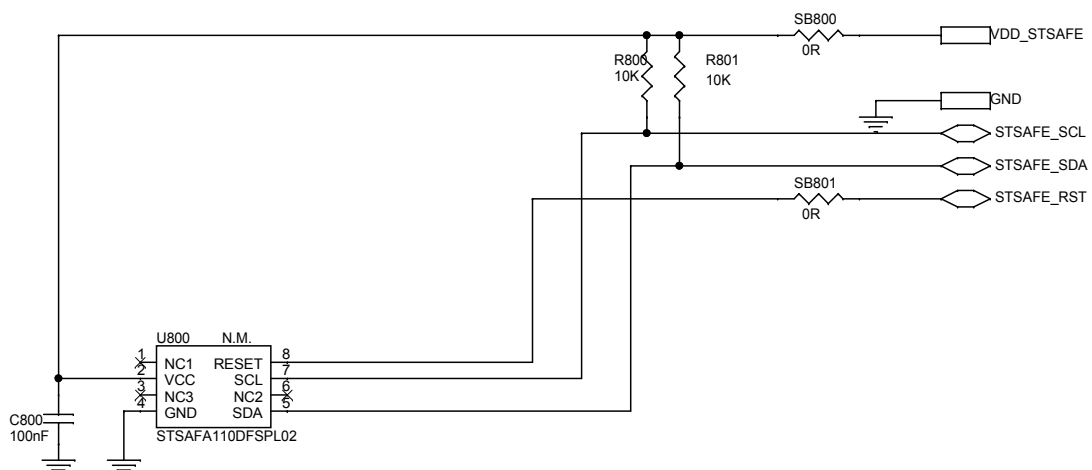 SB800
VDD_STSAFE
0R
R800
10K
R801
10K
GND
STSAFE_SCL
STSAFE_SDA
SB801
STSAFE_RST
0R
U800 N.M.
1 NC1 RESET 8
2 VCC SCL 7
3 NC3 NC2 6
4 GND SDA 5
C800
100nF
STSAFA110DFSPL02